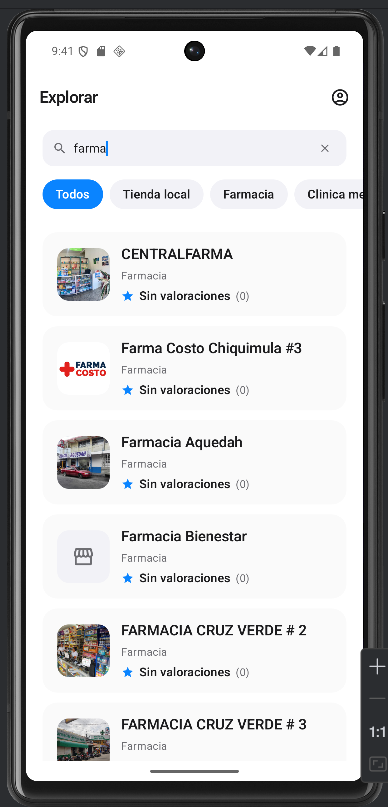 9:41
Explorar
farma
Todos
Tienda local
Farmacia
Clinica me
CENTRALFARMA
Farmacia
Sin valoraciones (0)
FARMA
COSTO
Farma Costo Chiquimula #3
Farmacia
Sin valoraciones (0)
Farmacia Aquedah
Farmacia
Sin valoraciones (0)
Farmacia Bienestar
Farmacia
Sin valoraciones (0)
FARMACIA CRUZ VERDE # 2
Farmacia
Sin valoraciones (0)
FARMACIA CRUZ VERDE # 3
Farmacia
1:1